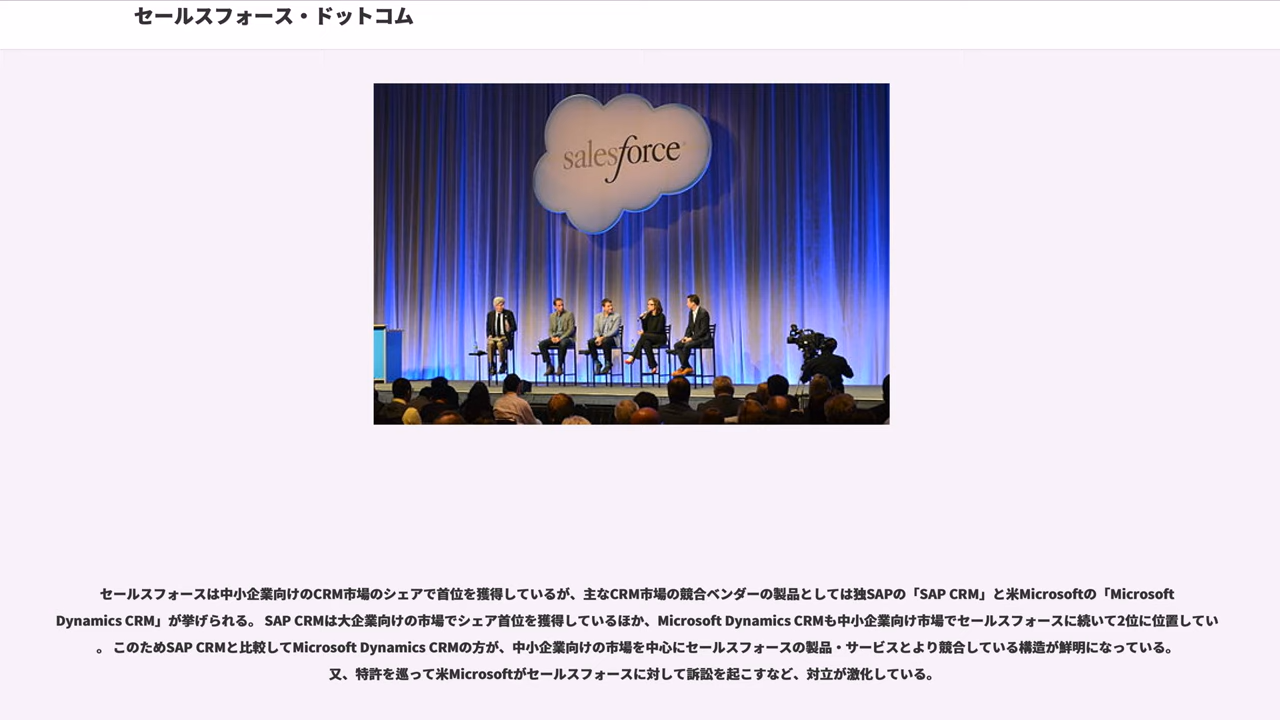 セールスフォース・ドットコム
salesforce
セールスフォースは中小企業向けのCRM市場のシェアで首位を獲得しているが、主なCRM市場の競合ベンダーの製品としては独SAPの「SAP CRM」と米Microsoftの「Microsoft
Dynamics CRM」が挙げられる。 SAP CRMは大企業向けの市場でシェア首位を獲得しているほか、Microsoft Dynamics CRMも中小企業向け市場でセールスフォースに続いて2位に位置してい
。 このためSAP CRMと比較してMicrosoft Dynamics CRMの方が、中小企業向けの市場を中心にセールスフォースの製品・サービスとより競合している構造が鮮明になっている。
又、特許を巡って米Microsoftがセールスフォースに対して訴訟を起こすなど、対立が激化している。